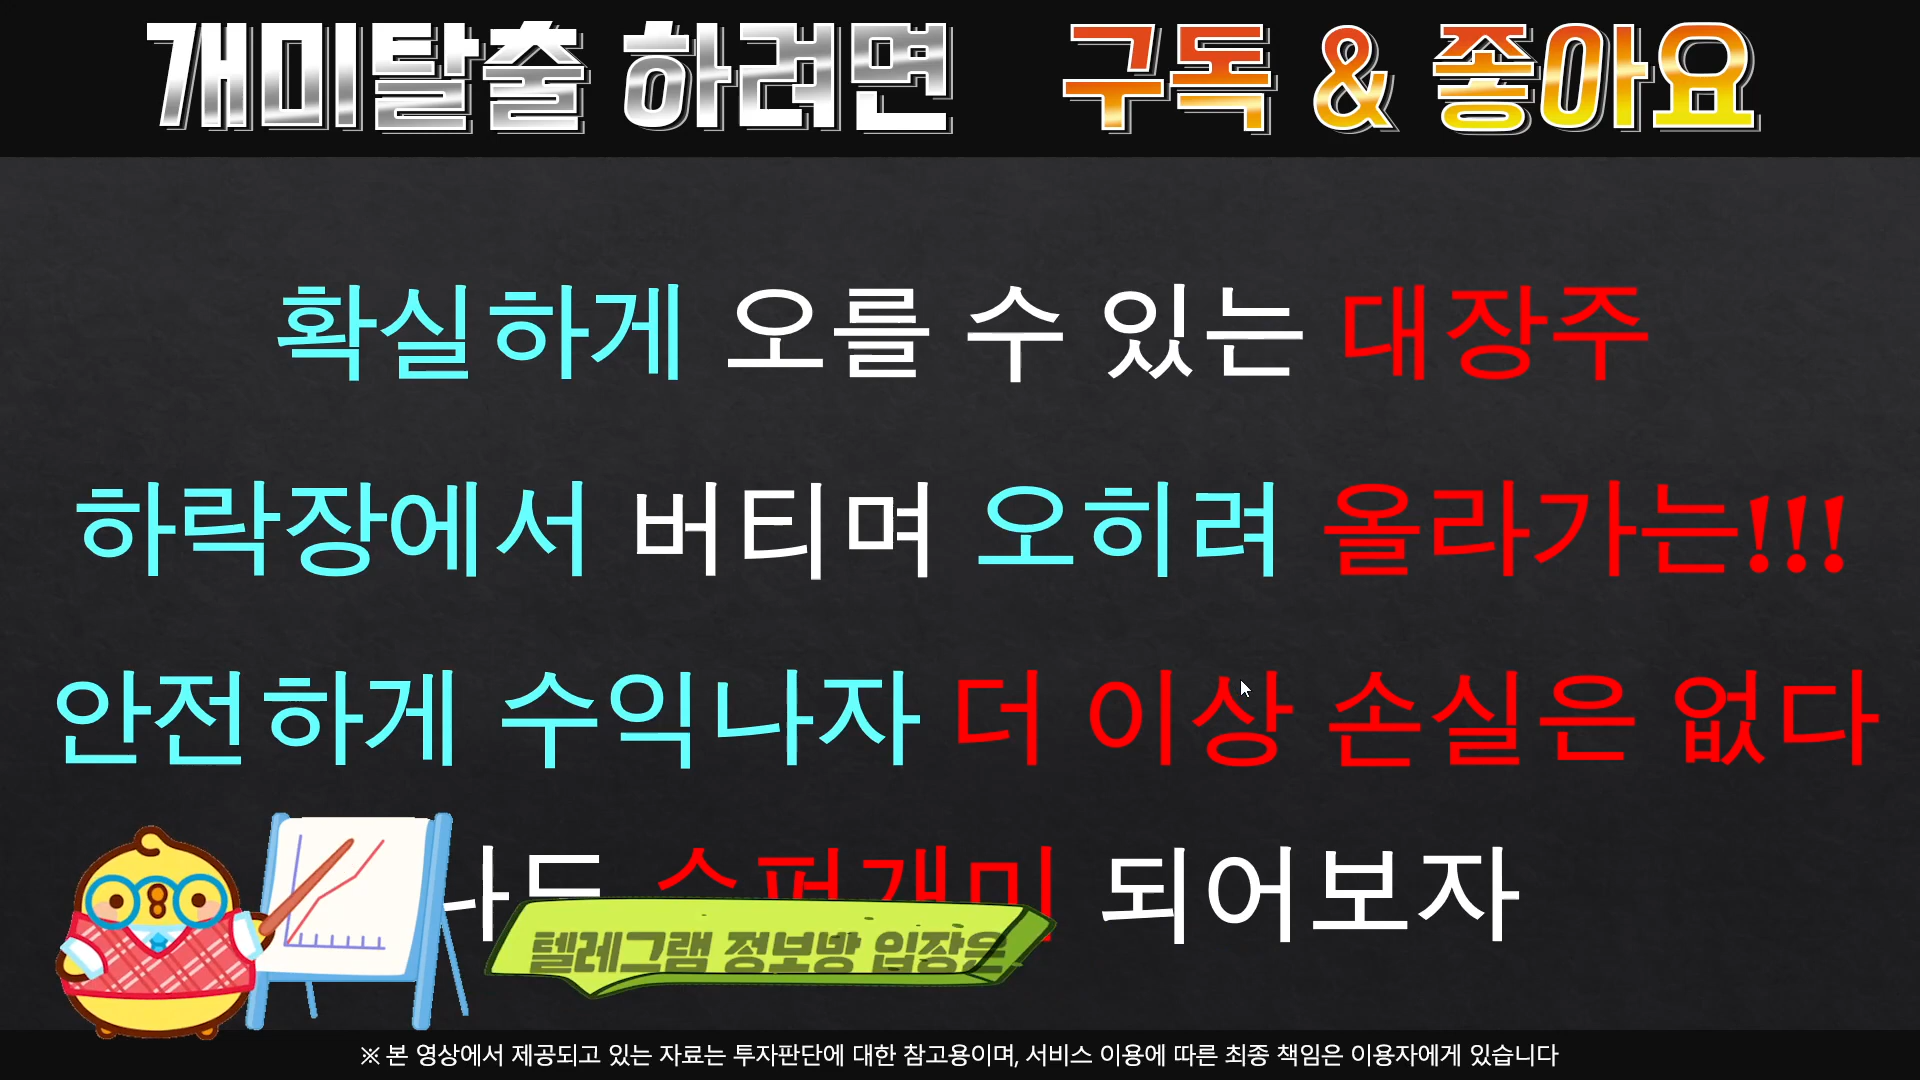 개미탈출 하려면 구독 & 좋아요
확실하게 오를 수 있는 대장주
하락장에서 버티며 오히려 올라가는!!!
안전하게 수익나자 더 이상 손실은 없다
슈퍼개미 되어보자
텔레그램 정보방 입장은
※ 본 영상에서 제공되고 있는 자료는 투자판단에 대한 참고용이며, 서비스 이용에 따른 최종 책임은 이용자에게 있습니다